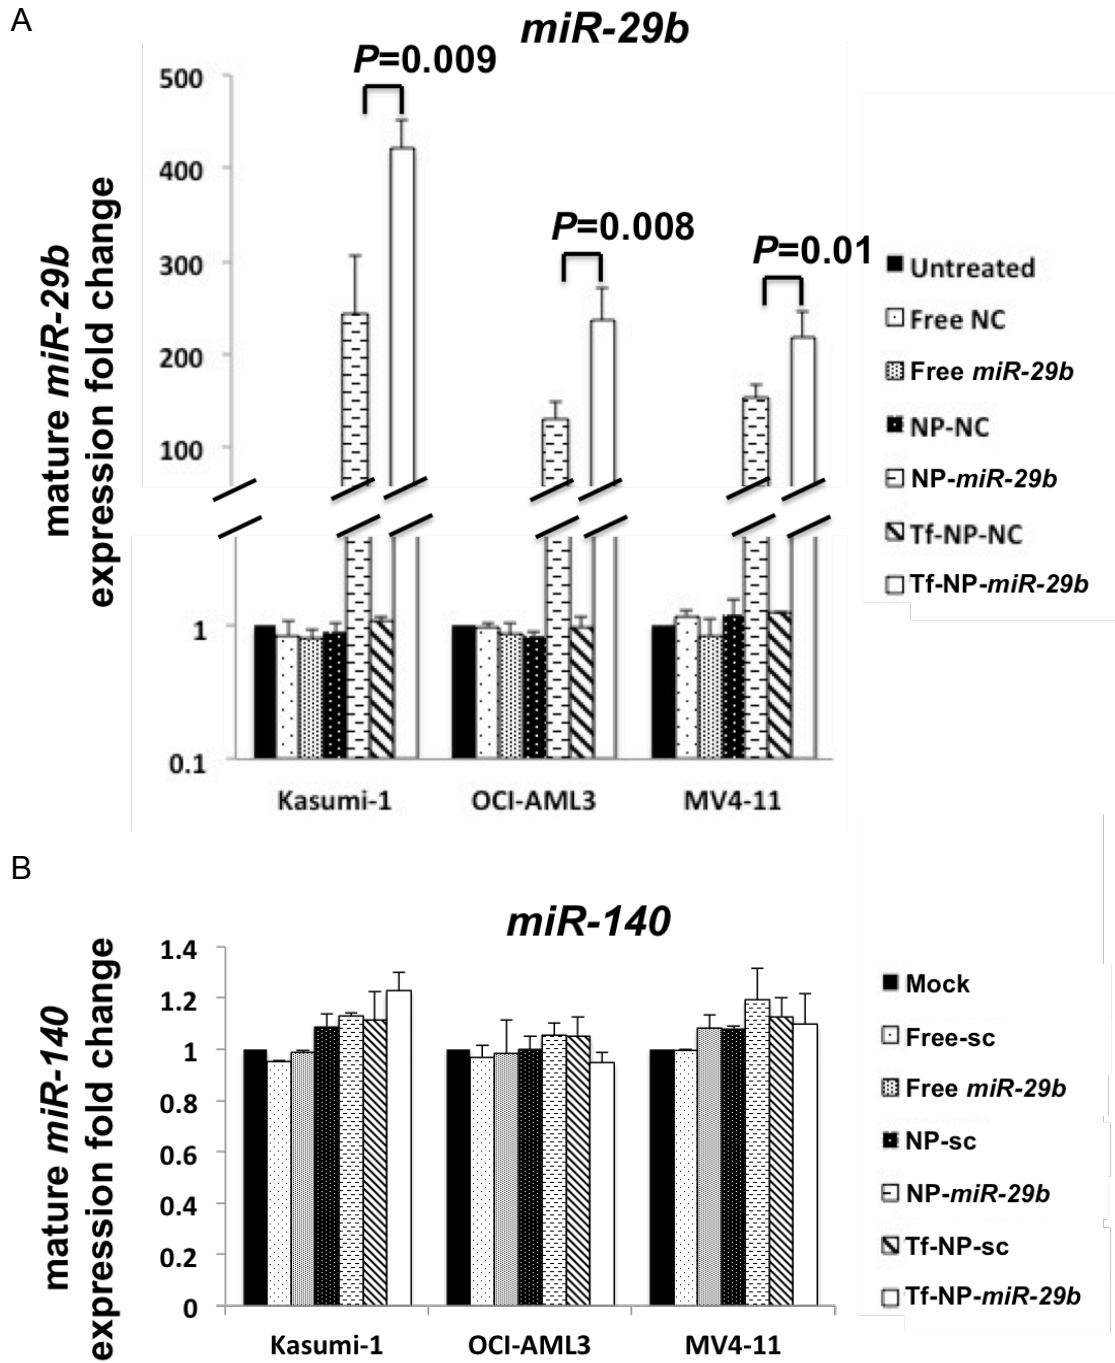 A
miR-29b
P=0.009
P=0.008
P=0.01
mature miR-29b
expression fold change
500
400
300
200
100
1
0.1
Kasumi-1 OCI-AML3 MV4-11
Untreated
Free NC
Free miR-29b
NP-NC
NP-miR-29b
Tf-NP-NC
Tf-NP-miR-29b
B
miR-140
mature miR-140
expression fold change
1.4
1.2
1
0.8
0.6
0.4
0.2
0
Kasumi-1 OCI-AML3 MV4-11
Mock
Free-sc
Free miR-29b
NP-sc
NP-miR-29b
Tf-NP-sc
Tf-NP-miR-29b